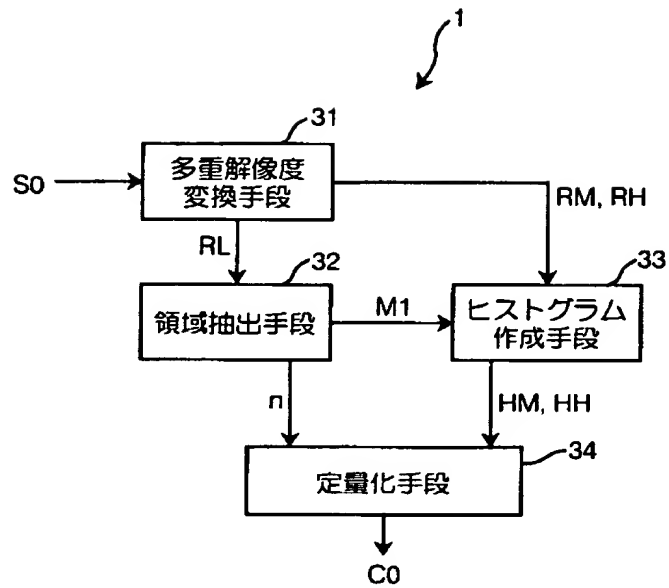 1
31
S0
多重解像度
変換手段
RM, RH
RL
32
33
領域抽出手段
M1
ヒストグラム
作成手段
n
HM, HH
34
定量化手段
C0